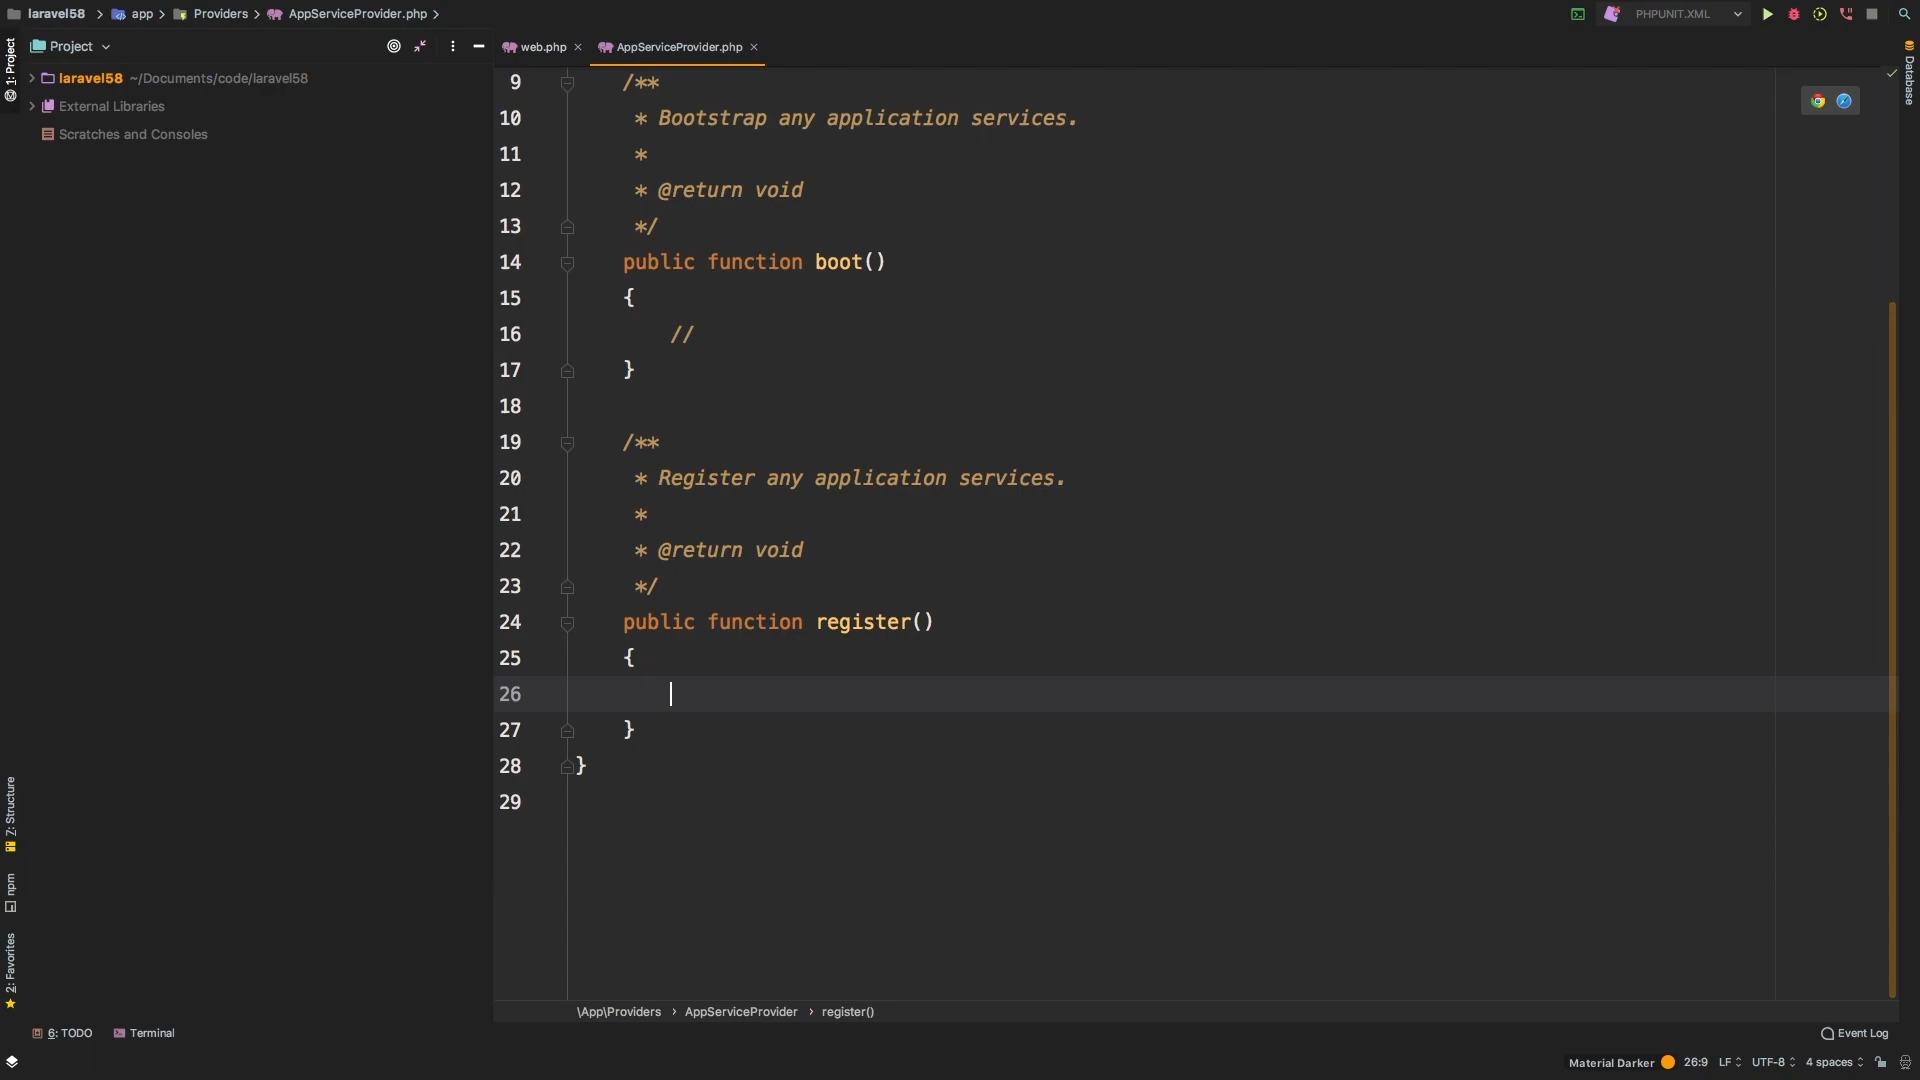 laravel58 app Providers AppServiceProvider.php PHPUNIT.XML
Project web.php AppServiceProvider.php
1: Project
Database
laravel58 ~/Documents/code/laravel58
External Libraries
Scratches and Consoles
9 /**
10 * Bootstrap any application services.
11 *
12 * @return void
13 */
14 public function boot()
15 {
16 //
17 }
18
19 /**
20 * Register any application services.
21 *
22 * @return void
23 */
24 public function register()
25 {
26
27 }
28 }
29
7: Structure
npm
2: Favorites
\App\Providers › AppServiceProvider › register()
6: TODO Terminal Event Log
Material Darker 26:9 LF UTF-8 4 spaces